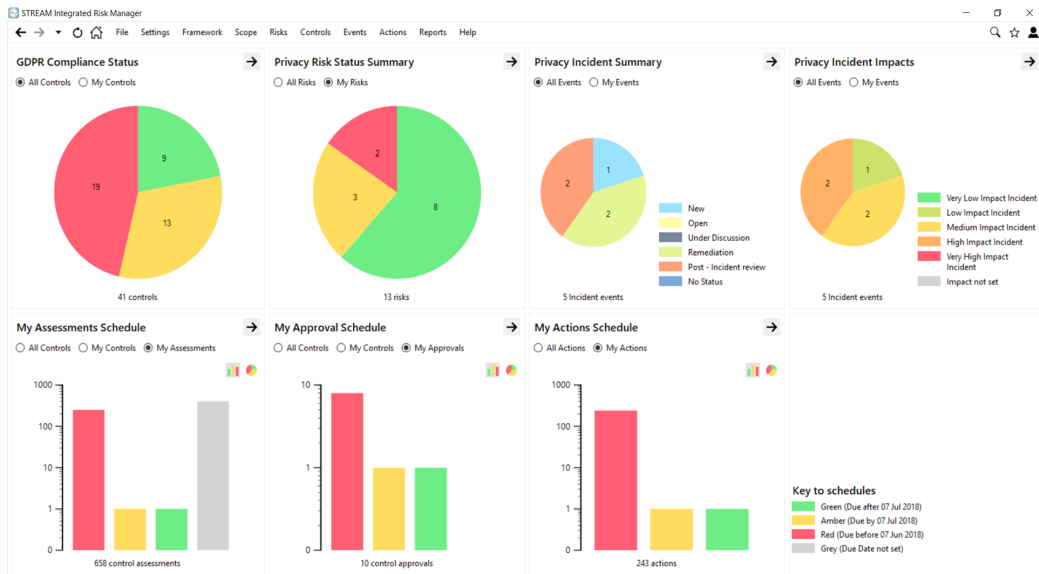 STREAM Integrated Risk Manager
File Settings Framework Scope Risks Controls Events Actions Reports Help
GDPR Compliance Status
All Controls My Controls
9
19
13
41 controls
Privacy Risk Status Summary
All Risks My Risks
2
3
8
13 risks
Privacy Incident Summary
All Events My Events
1
2
2
New
Open
Under Discussion
Remediation
Post - Incident review
No Status
5 Incident events
Privacy Incident Impacts
All Events My Events
1
2
2
Very Low Impact Incident
Low Impact Incident
Medium Impact Incident
High Impact Incident
Very High Impact
Incident
Impact not set
5 Incident events
My Assessments Schedule
All Controls My Controls My Assessments
1000
100
10
1
0
658 control assessments
My Approval Schedule
All Controls My Controls My Approvals
10
1
0
10 control approvals
My Actions Schedule
All Actions My Actions
1000
100
10
1
0
243 actions
Key to schedules
Green (Due after 07 Jul 2018)
Amber (Due by 07 Jul 2018)
Red (Due before 07 Jun 2018)
Grey (Due Date not set)